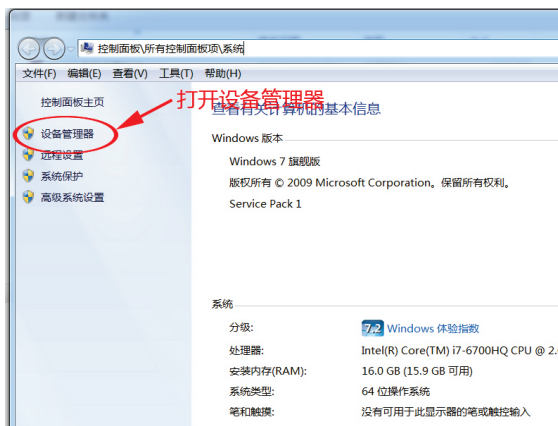 控制面板\所有控制面板项\系统
文件(F) 编辑(E) 查看(V) 工具(T) 帮助(H)
控制面板主页
设备管理器
远程设置
系统保护
高级系统设置
打开设备管理器
查看有关计算机的基本信息
Windows 版本
Windows 7 旗舰版
版权所有 © 2009 Microsoft Corporation。保留所有权利。
Service Pack 1
系统
分级: 7.2 Windows 体验指数
处理器: Intel(R) Core(TM) i7-6700HQ CPU @ 2.
安装内存(RAM): 16.0 GB (15.9 GB 可用)
系统类型: 64 位操作系统
笔和触摸: 没有可用于此显示器的笔或触控输入